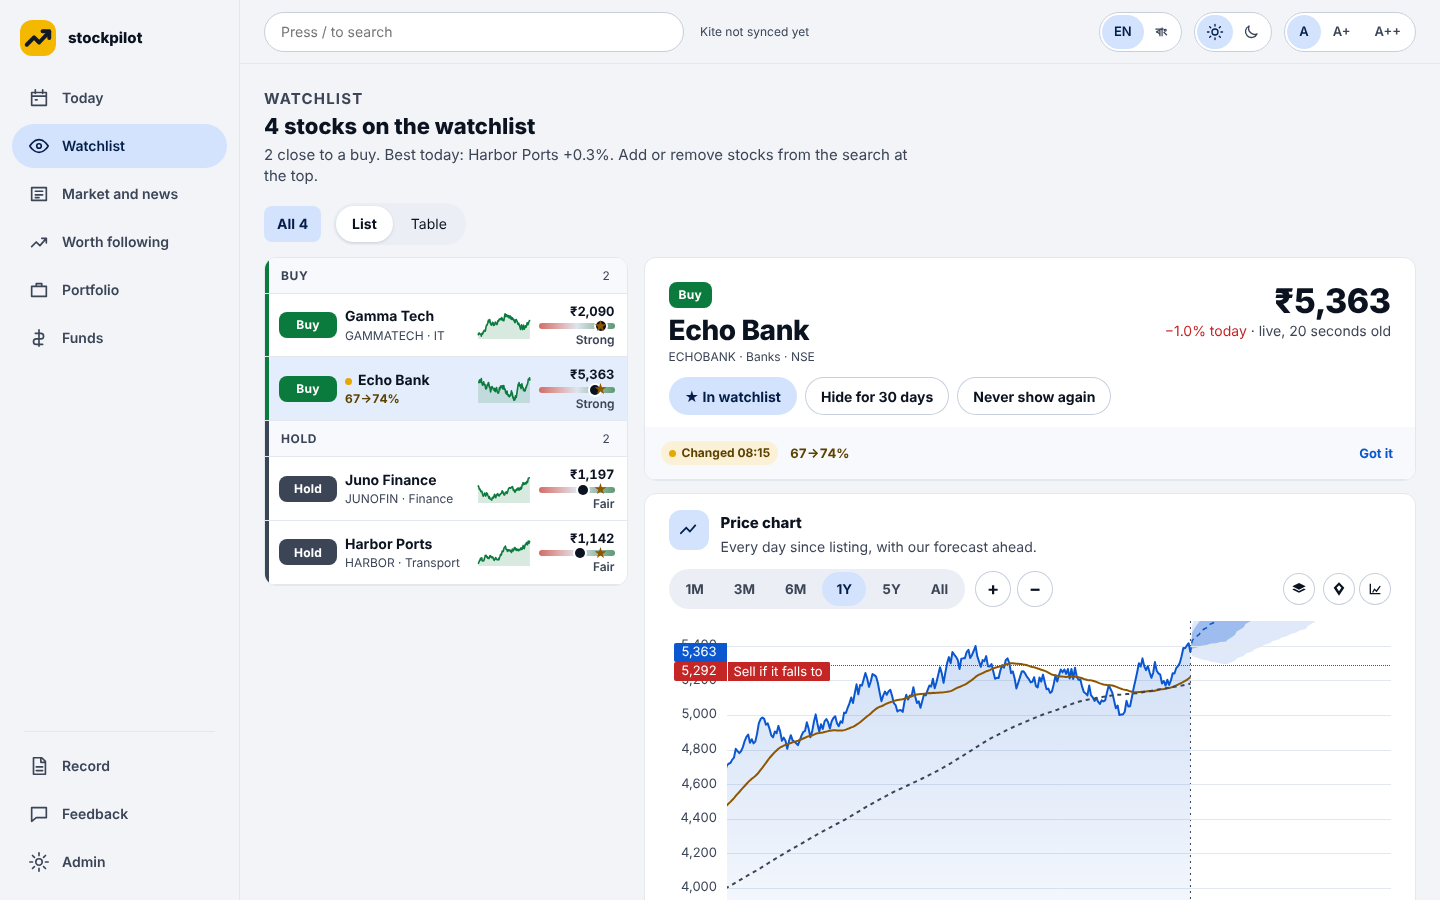 stockpilot
Press / to search
Kite not synced yet
EN
বাং
A
A+
A++
Today
Watchlist
Market and news
Worth following
Portfolio
Funds
Record
Feedback
Admin
WATCHLIST
4 stocks on the watchlist
2 close to a buy. Best today: Harbor Ports +0.3%. Add or remove stocks from the search at
the top.
All 4
List
Table
BUY 2
Buy
Gamma Tech
GAMMATECH · IT
₹2,090
Strong
Buy
Echo Bank
67→74%
₹5,363
Strong
HOLD 2
Hold
Juno Finance
JUNOFIN · Finance
₹1,197
Fair
Hold
Harbor Ports
HARBOR · Transport
₹1,142
Fair
Buy
Echo Bank
ECHOBANK · Banks · NSE
₹5,363
−1.0% today · live, 20 seconds old
★ In watchlist
Hide for 30 days
Never show again
Changed 08:15
67→74%
Got it
Price chart
Every day since listing, with our forecast ahead.
1M
3M
6M
1Y
5Y
All
+
−
5,363
5,292 Sell if it falls to
5,000
4,800
4,600
4,400
4,200
4,000